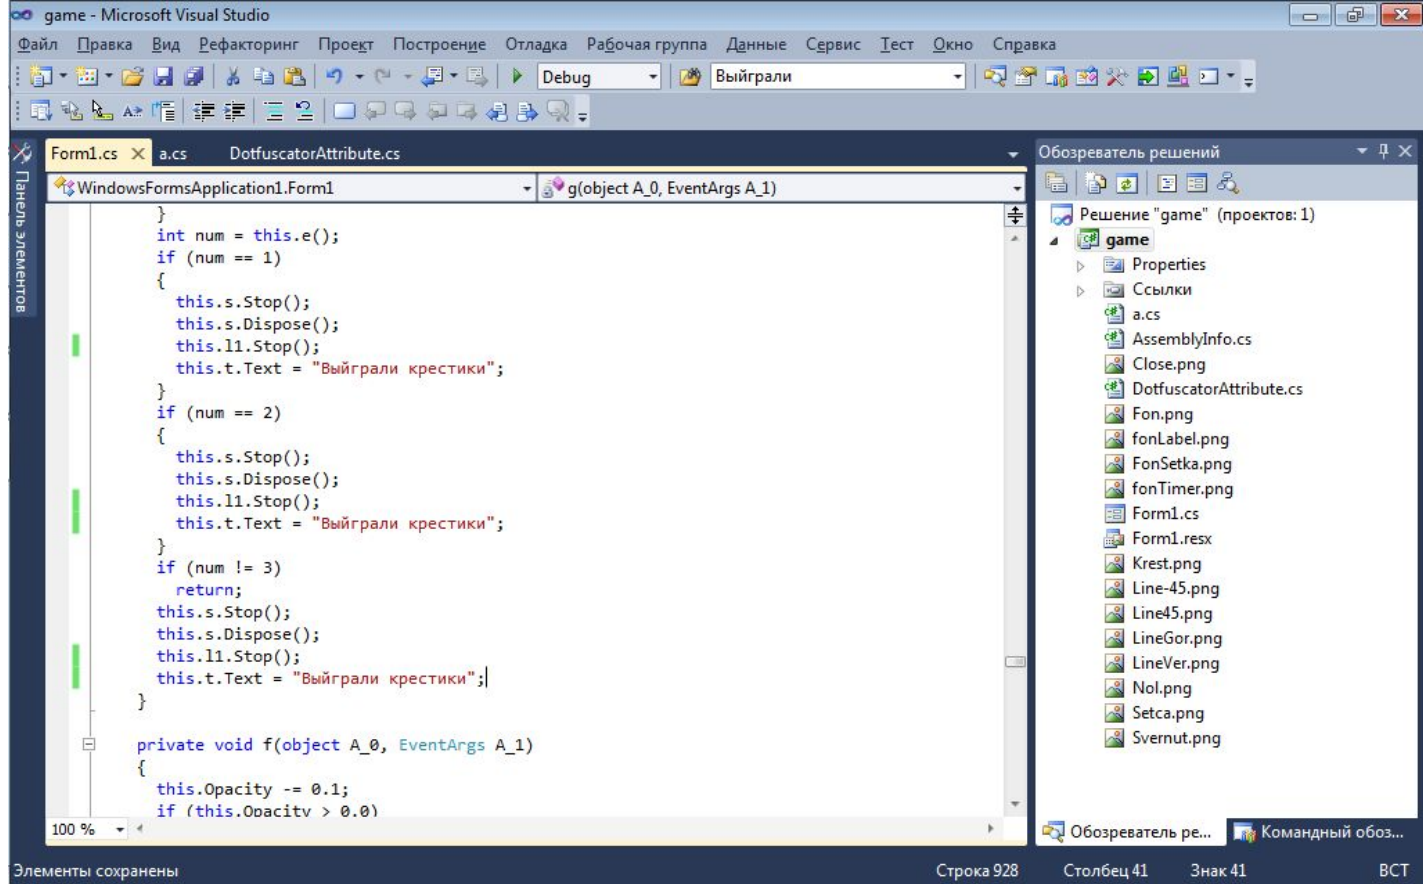 game - Microsoft Visual Studio
Файл Правка Вид Рефакторинг Проект Построение Отладка Рабочая группа Данные Сервис Тест Окно Справка
Debug Выйграли
Form1.cs a.cs DotfuscatorAttribute.cs
WindowsFormsApplication1.Form1 g(object A_0, EventArgs A_1)
Панель элементов
}
int num = this.e();
if (num == 1)
{
this.s.Stop();
this.s.Dispose();
this.l1.Stop();
this.t.Text = "Выйграли крестики";
}
if (num == 2)
{
this.s.Stop();
this.s.Dispose();
this.l1.Stop();
this.t.Text = "Выйграли крестики";
}
if (num != 3)
return;
this.s.Stop();
this.s.Dispose();
this.l1.Stop();
this.t.Text = "Выйграли крестики";
}
private void f(object A_0, EventArgs A_1)
{
this.Opacity -= 0.1;
if (this.Opacity > 0.0)
100 %
Обозреватель решений
Решение "game" (проектов: 1)
game
Properties
Ссылки
a.cs
AssemblyInfo.cs
Close.png
DotfuscatorAttribute.cs
Fon.png
fonLabel.png
FonSetka.png
fonTimer.png
Form1.cs
Form1.resx
Krest.png
Line-45.png
Line45.png
LineGor.png
LineVer.png
Nol.png
Setca.png
Svernut.png
Обозреватель ре... Командный обоз...
Элементы сохранены Строка 928 Столбец 41 Знак 41 ВСТ